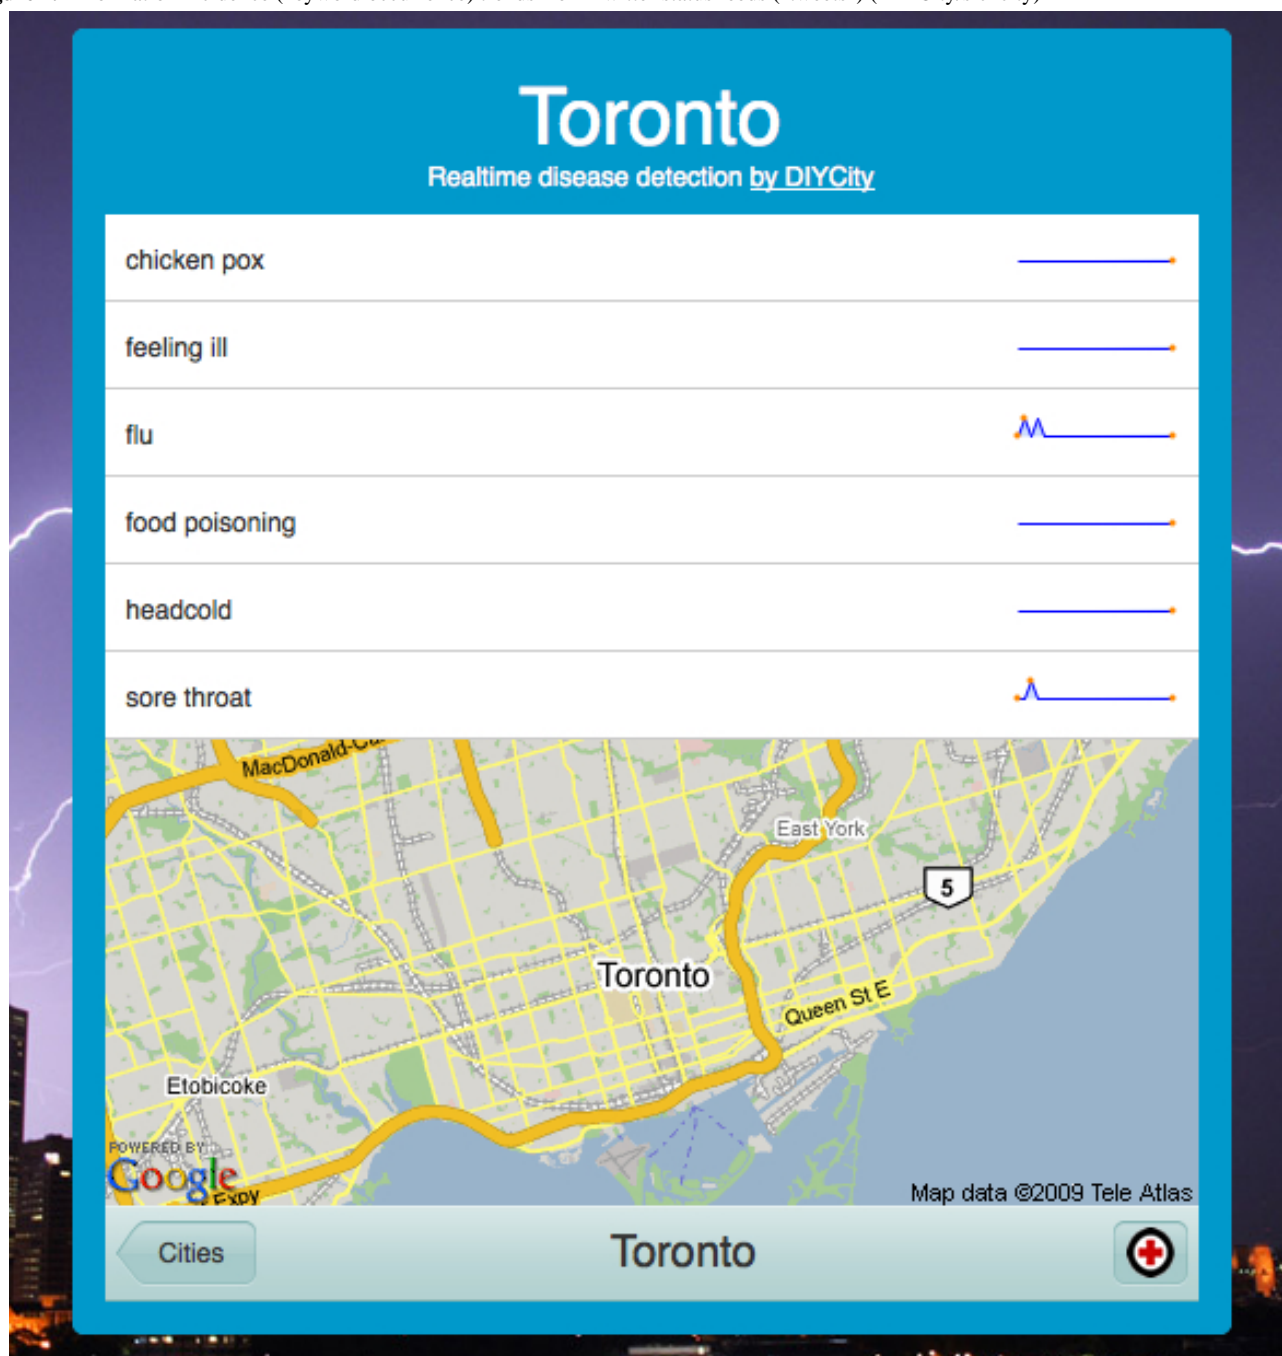 Toronto
Realtime disease detection by DIYCity
chicken pox
feeling ill
flu
food poisoning
headcold
sore throat
East York
5
Toronto
Queen St E
Etobicoke
POWERED BY
Google
Expy
Map data ©2009 Tele Atlas
Cities
Toronto